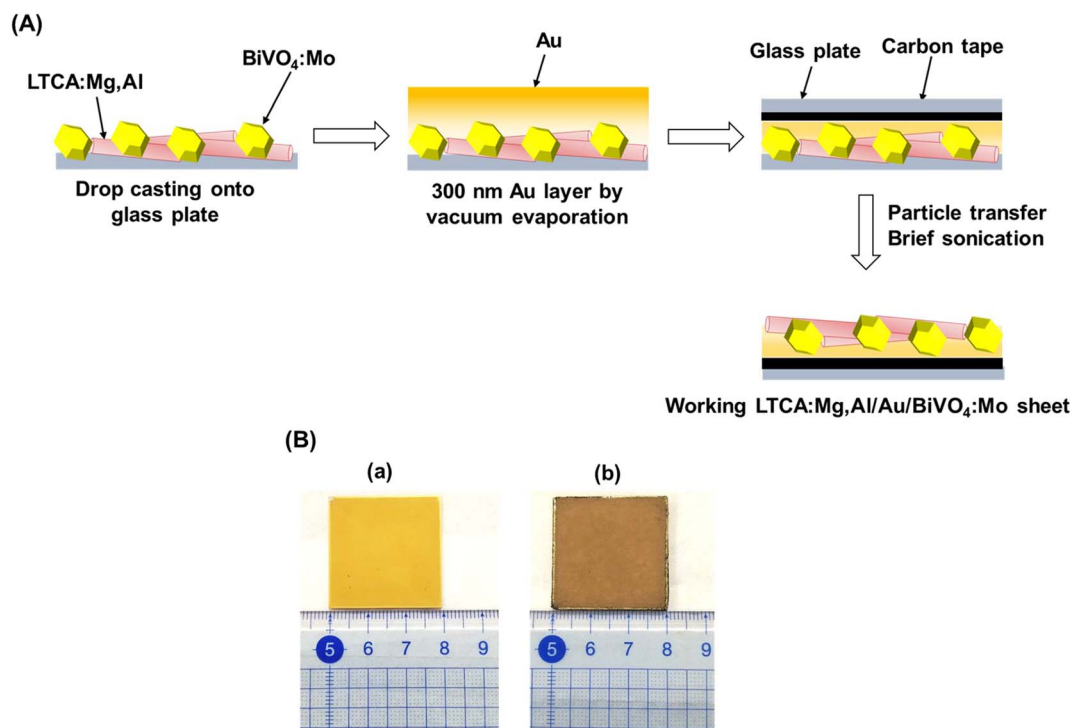 (A)
LTCA:Mg,Al
BiVO₄:Mo
Drop casting onto
glass plate
Au
300 nm Au layer by
vacuum evaporation
Glass plate
Carbon tape
Particle transfer
Brief sonication
Working LTCA:Mg,Al/Au/BiVO₄:Mo sheet
(B)
(a)
(b)
5 6 7 8 9
5 6 7 8 9